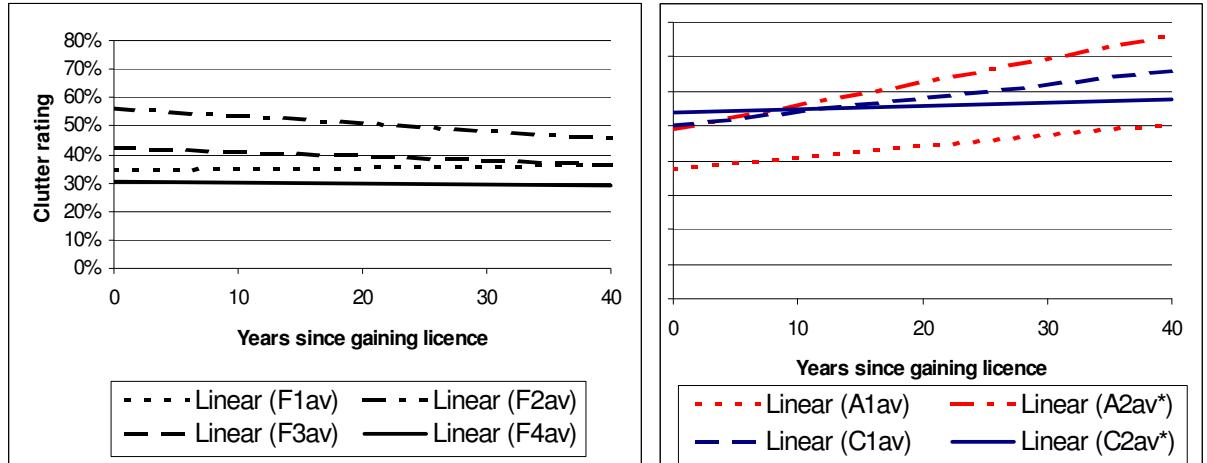 80%
70%
60%
50%
40%
30%
20%
10%
0%
Clutter rating
0 10 20 30 40
Years since gaining licence
Linear (F1av) Linear (F2av)
Linear (F3av) Linear (F4av)
0 10 20 30 40
Years since gaining licence
Linear (A1av) Linear (A2av*)
Linear (C1av) Linear (C2av*)